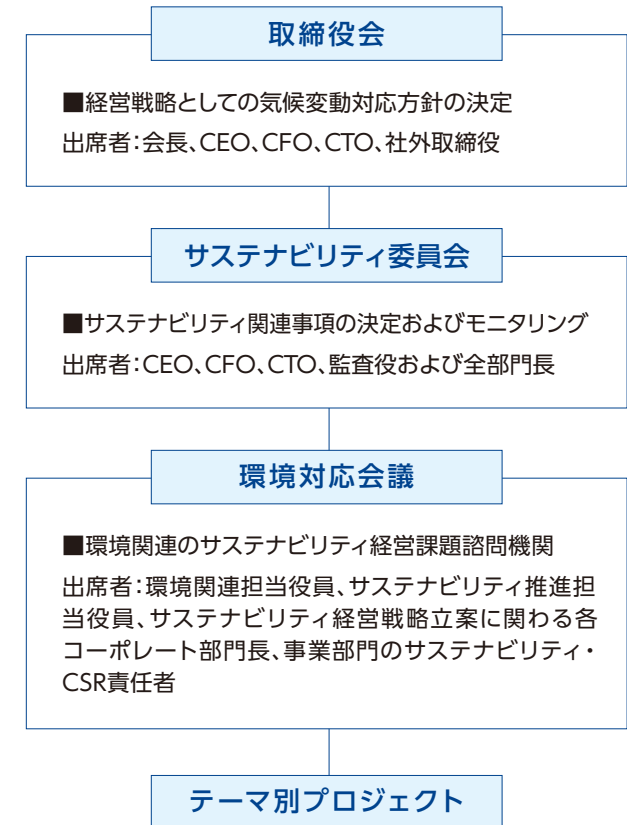 取締役会
■経営戦略としての気候変動対応方針の決定
出席者:会長、CEO、CFO、CTO、社外取締役
サステナビリティ委員会
■サステナビリティ関連事項の決定およびモニタリング
出席者:CEO、CFO、CTO、監査役および全部門長
環境対応会議
■環境関連のサステナビリティ経営課題諮問機関
出席者:環境関連担当役員、サステナビリティ推進担
当役員、サステナビリティ経営戦略立案に関わる各
コーポレート部門長、事業部門のサステナビリティ・
CSR責任者
テーマ別プロジェクト